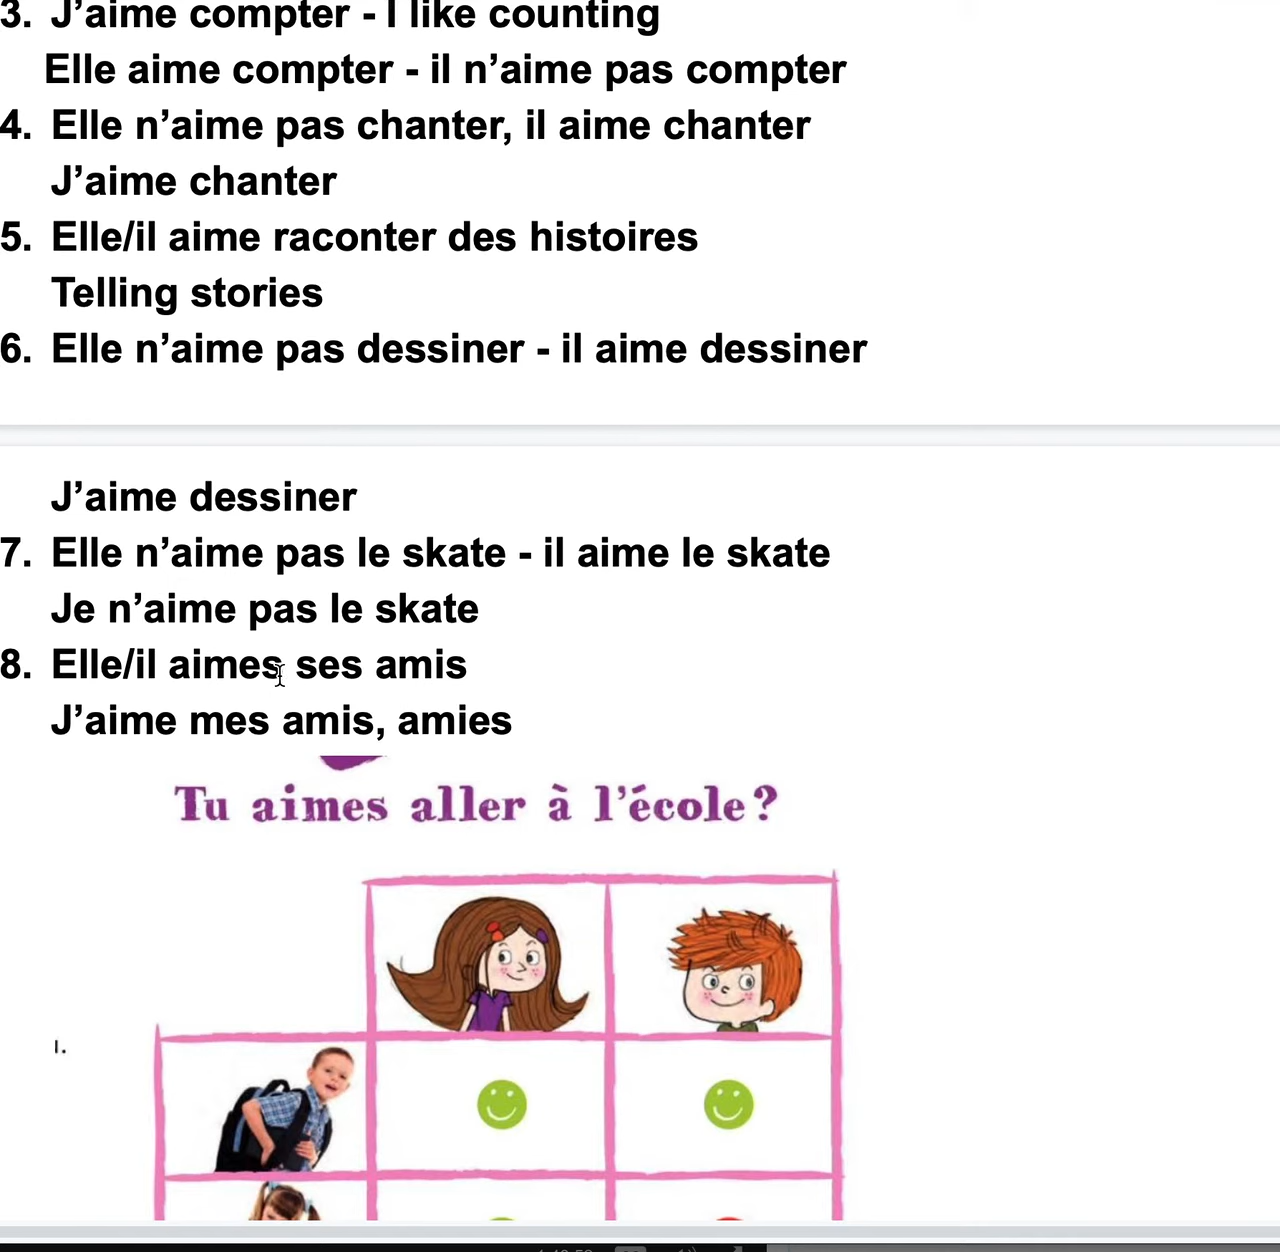 3. J’aime compter - I like counting
Elle aime compter - il n’aime pas compter
4. Elle n’aime pas chanter, il aime chanter
J’aime chanter
5. Elle/il aime raconter des histoires
Telling stories
6. Elle n’aime pas dessiner - il aime dessiner
J’aime dessiner
7. Elle n’aime pas le skate - il aime le skate
Je n’aime pas le skate
8. Elle/il aimes ses amis
J’aime mes amis, amies
Tu aimes aller à l’école?
1.